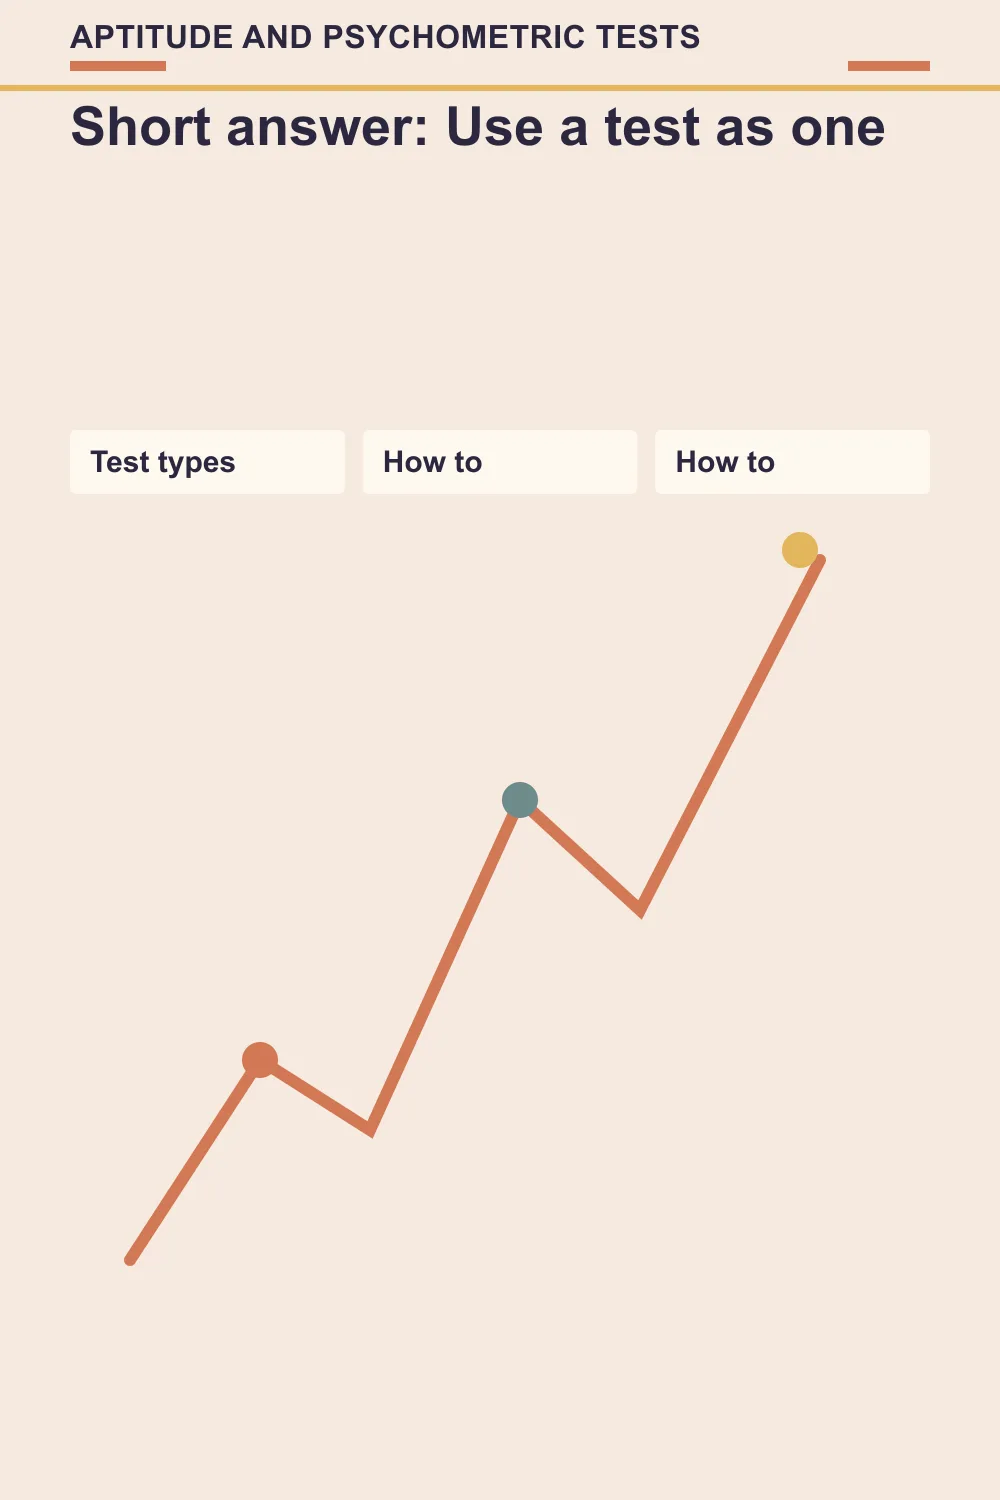 APTITUDE AND PSYCHOMETRIC TESTS
Short answer: Use a test as one
Test types
How to
How to